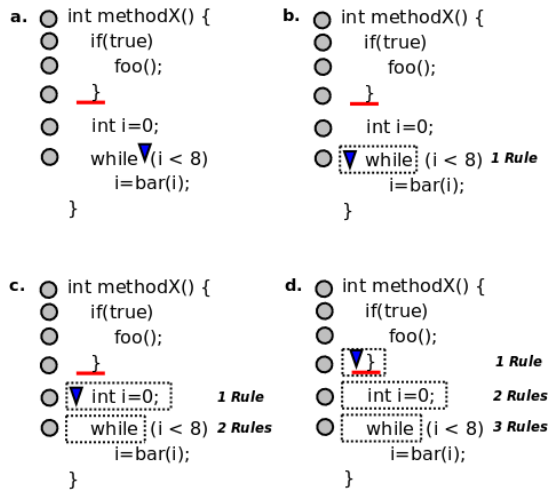 a. int methodX() {
if(true)
foo();
}
int i=0;
while (i < 8)
i=bar(i);
}
b. int methodX() {
if(true)
foo();
}
int i=0;
while (i < 8) 1 Rule
i=bar(i);
}
c. int methodX() {
if(true)
foo();
}
int i=0; 1 Rule
while (i < 8) 2 Rules
i=bar(i);
}
d. int methodX() {
if(true)
foo();
} 1 Rule
int i=0; 2 Rules
while (i < 8) 3 Rules
i=bar(i);
}